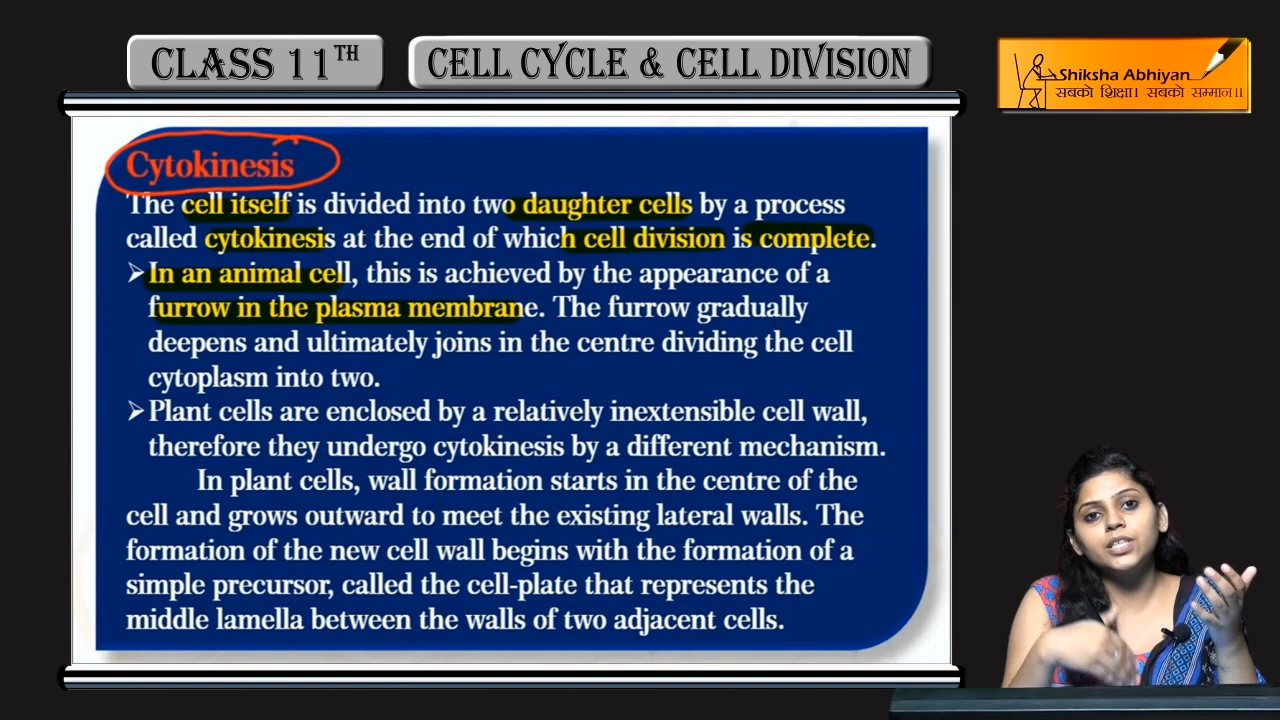 CLASS 11TH
CELL CYCLE & CELL DIVISION
Shiksha Abhiyan
सबको शिक्षा। सबको सम्मान।।
Cytokinesis
The cell itself is divided into two daughter cells by a process
called cytokinesis at the end of which cell division is complete.
➢In an animal cell, this is achieved by the appearance of a
furrow in the plasma membrane. The furrow gradually
deepens and ultimately joins in the centre dividing the cell
cytoplasm into two.
➢Plant cells are enclosed by a relatively inextensible cell wall,
therefore they undergo cytokinesis by a different mechanism.
In plant cells, wall formation starts in the centre of the
cell and grows outward to meet the existing lateral walls. The
formation of the new cell wall begins with the formation of a
simple precursor, called the cell-plate that represents the
middle lamella between the walls of two adjacent cells.